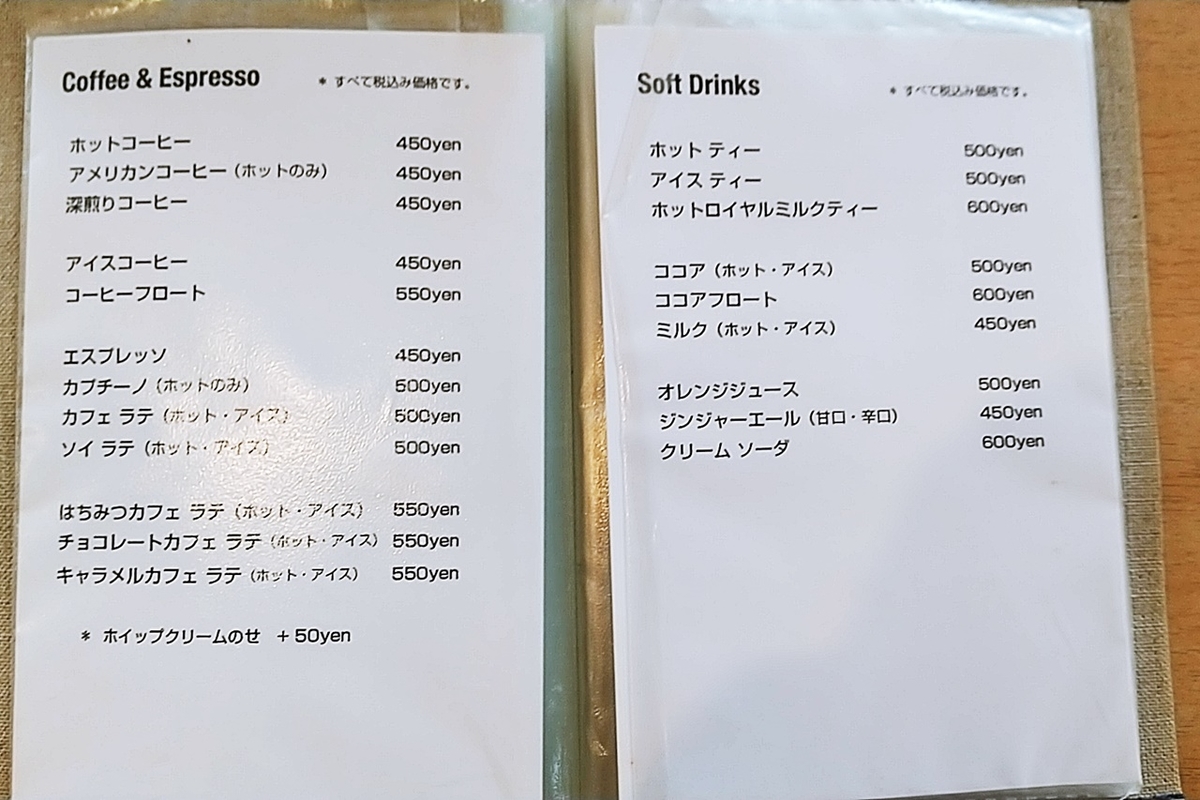 Coffee & Espresso ＊ すべて税込み価格です。
ホットコーヒー 450yen
アメリカンコーヒー（ホットのみ） 450yen
深煎りコーヒー 450yen
アイスコーヒー 450yen
コーヒーフロート 550yen
エスプレッソ 450yen
カプチーノ（ホットのみ） 500yen
カフェ ラテ（ホット・アイス） 500yen
ソイ ラテ（ホット・アイス） 500yen
はちみつカフェ ラテ（ホット・アイス） 550yen
チョコレートカフェ ラテ（ホット・アイス） 550yen
キャラメルカフェ ラテ（ホット・アイス） 550yen
＊ ホイップクリームのせ ＋50yen
Soft Drinks ＊ すべて税込み価格です。
ホット ティー 500yen
アイス ティー 500yen
ホットロイヤルミルクティー 600yen
ココア（ホット・アイス） 500yen
ココアフロート 600yen
ミルク（ホット・アイス） 450yen
オレンジジュース 500yen
ジンジャーエール（甘口・辛口） 450yen
クリーム ソーダ 600yen